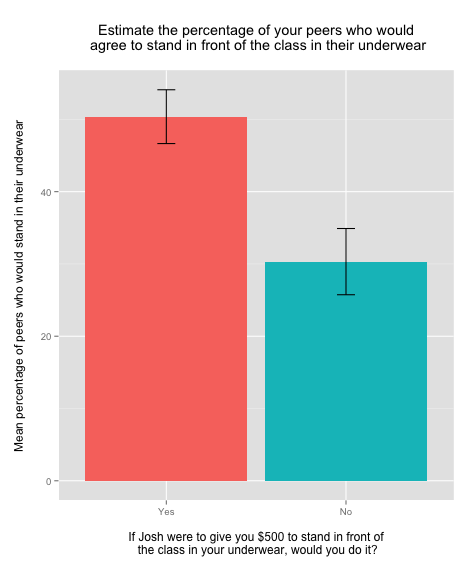 Estimate the percentage of your peers who would
agree to stand in front of the class in their underwear
Mean percentage of peers who would stand in their underwear
40
20
0
Yes
No
If Josh were to give you $500 to stand in front of
the class in your underwear, would you do it?